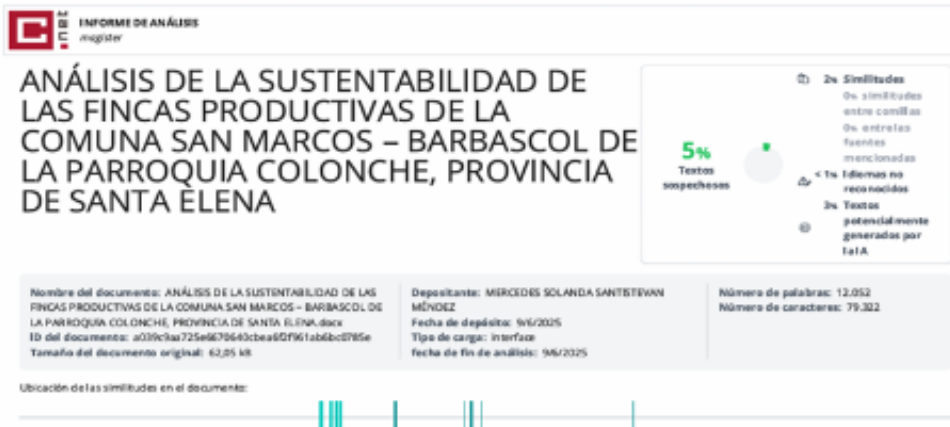 .net
INFORME DE ANÁLISIS
magister
ANÁLISIS DE LA SUSTENTABILIDAD DE
LAS FINCAS PRODUCTIVAS DE LA
COMUNA SAN MARCOS – BARBASCOL DE
LA PARROQUIA COLONCHE, PROVINCIA
DE SANTA ELENA
5%
Textos
sospechosos
2% Similitudes
0% similitudes
entre comillas
0% entre las
fuentes
mencionadas
< 1% Idiomas no
reconocidos
3% Textos
potencialmente
generados por
la IA
Nombre del documento: ANÁLISIS DE LA SUSTENTABILIDAD DE LAS
FINCAS PRODUCTIVAS DE LA COMUNA SAN MARCOS – BARBASCOL DE
LA PARROQUIA COLONCHE, PROVINCIA DE SANTA ELENA.docx
ID del documento:
Tamaño del documento original: 62,05 kB
Depositante: MERCEDES SOLANDA SANTISTEVAN
MÉNDEZ
Fecha de depósito: 9/6/2025
Tipo de carga: interface
fecha de fin de análisis: 9/6/2025
Número de palabras: 12.052
Número de caracteres: 79.322
Ubicación de las similitudes en el documento: